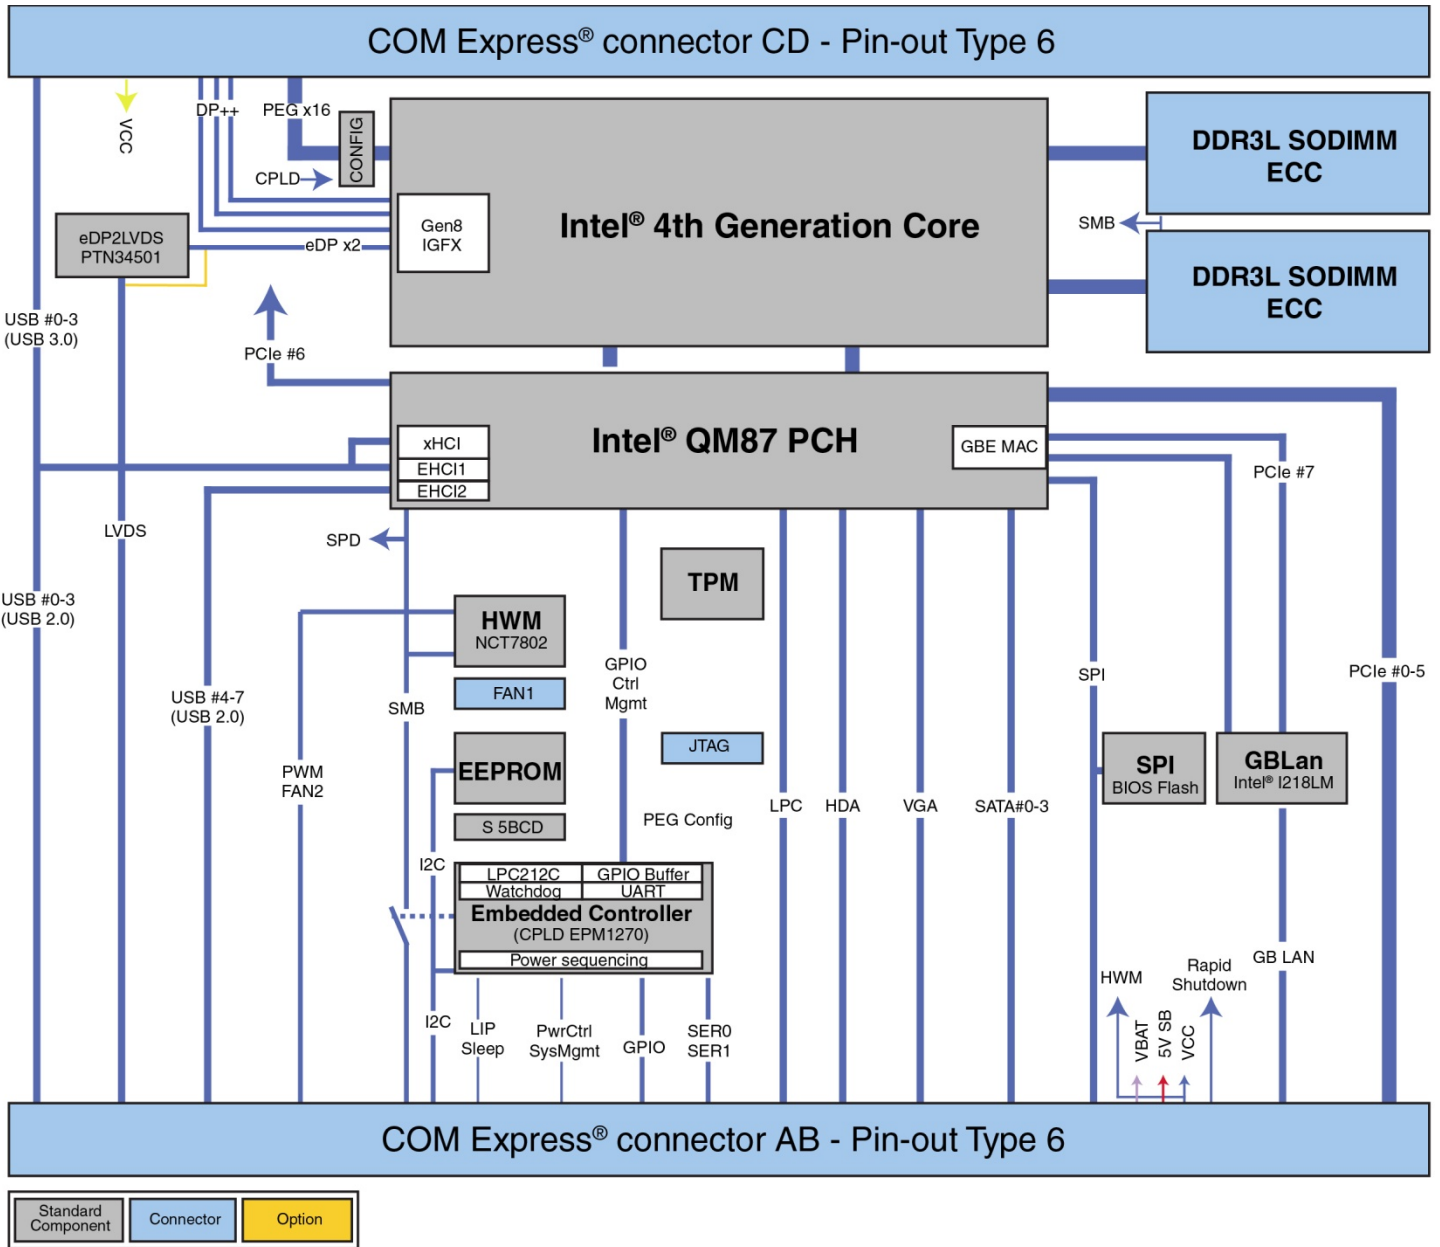 COM Express® connector CD - Pin-out Type 6
VCC
DP++
PEG x16
CONFIG
CPLD
Intel® 4th Generation Core
DDR3L SODIMM
ECC
SMB
DDR3L SODIMM
ECC
eDP2LVDS
PTN34501
eDP x2
Gen8
IGFX
USB #0-3
(USB 3.0)
PCIe #6
Intel® QM87 PCH
xHCI
EHCI1
EHCI2
GBE MAC
PCIe #7
LVDS
SPD
TPM
USB #0-3
(USB 2.0)
HWM
NCT7802
FAN1
GPIO
Ctrl
Mgmt
SPI
PCIe #0-5
USB #4-7
(USB 2.0)
SMB
JTAG
PWM
FAN2
EEPROM
SPI
BIOS Flash
GBLan
Intel® I218LM
S 5BCD
PEG Config
LPC
HDA
VGA
SATA#0-3
I2C
LPC212C
GPIO Buffer
Watchdog
UART
Embedded Controller
(CPLD EPM1270)
Power sequencing
GB LAN
HWM
Rapid
Shutdown
I2C
LIP
Sleep
PwrCtrl
SysMgmt
GPIO
SER0
SER1
VBAT
5V SB
VCC
COM Express® connector AB - Pin-out Type 6
Standard
Component
Connector
Option